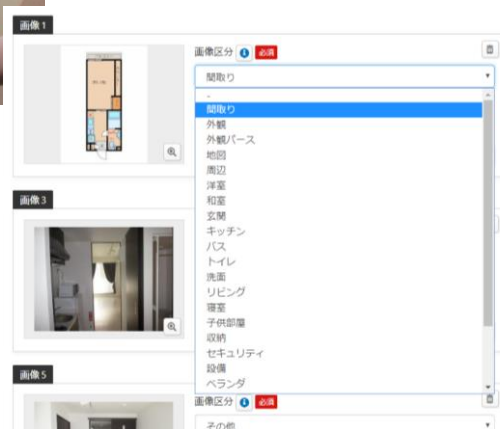 画像1
画像区分 必須
間取り
-
間取り
外観
外観パース
地図
周辺
洋室
和室
玄関
キッチン
バス
トイレ
洗面
リビング
寝室
子供部屋
収納
セキュリティ
設備
ベランダ
画像3
画像5
画像区分 必須
その他